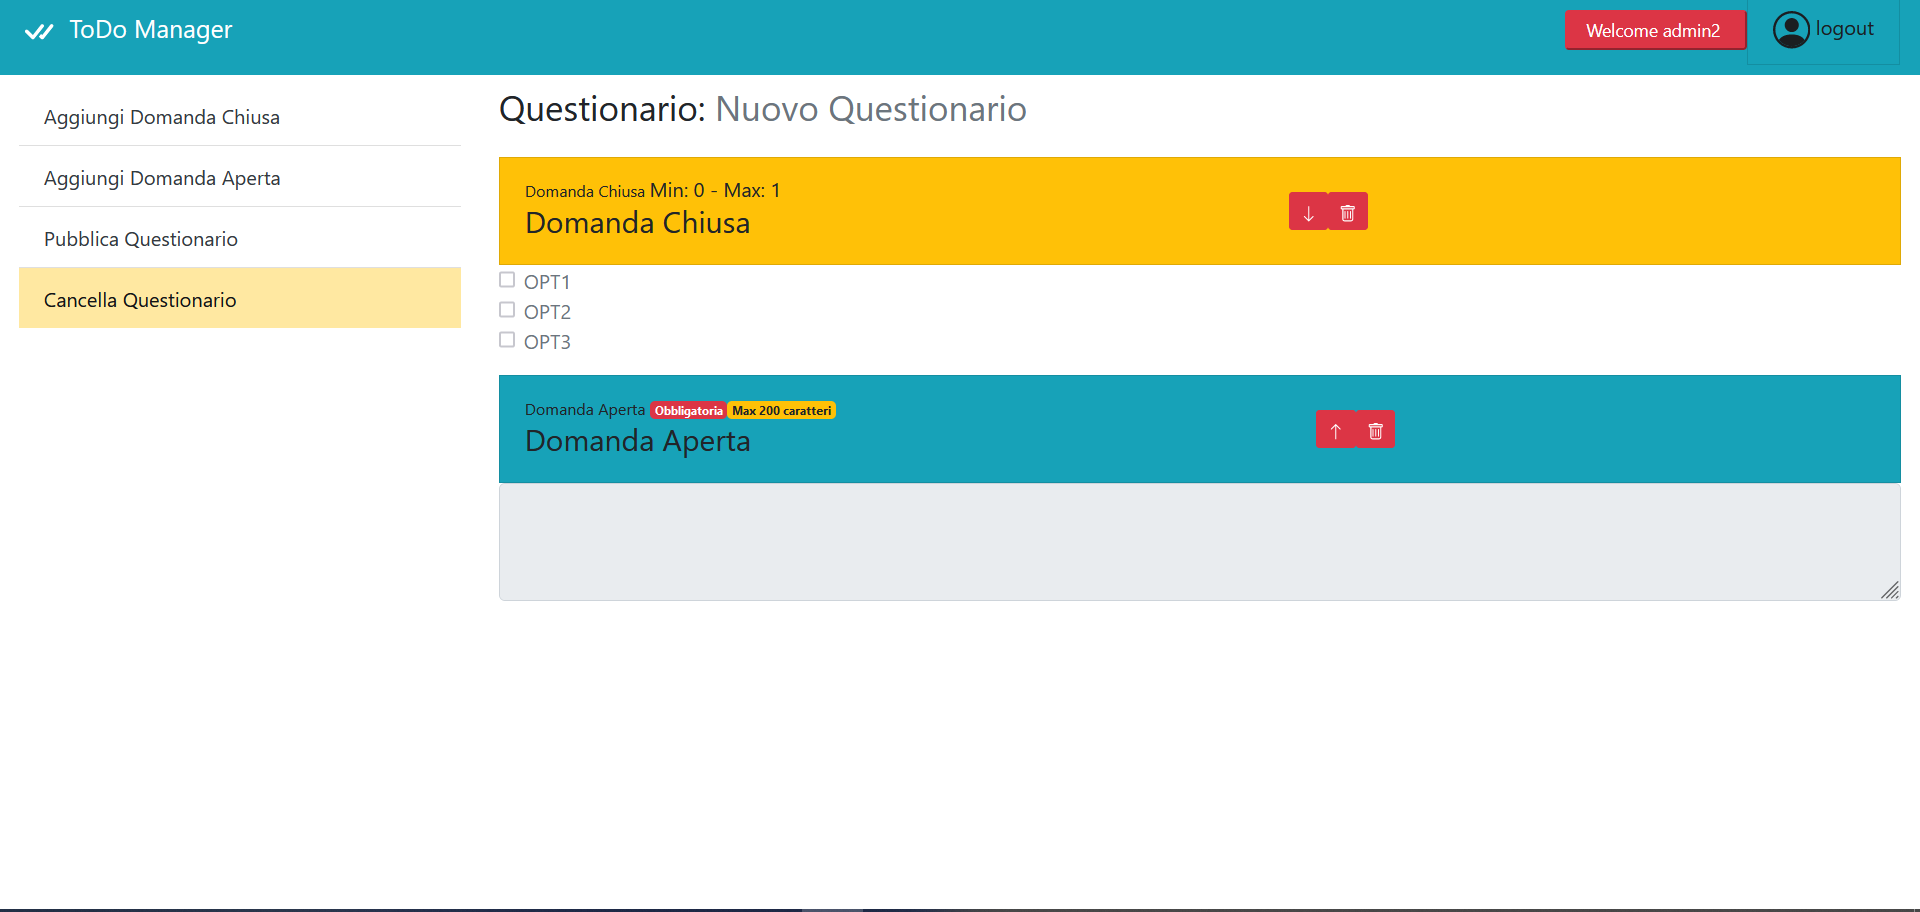 ToDo Manager
Welcome admin2
logout
Aggiungi Domanda Chiusa
Aggiungi Domanda Aperta
Pubblica Questionario
Cancella Questionario
Questionario: Nuovo Questionario
Domanda Chiusa Min: 0 - Max: 1
Domanda Chiusa
OPT1
OPT2
OPT3
Domanda Aperta Obbligatoria Max 200 caratteri
Domanda Aperta